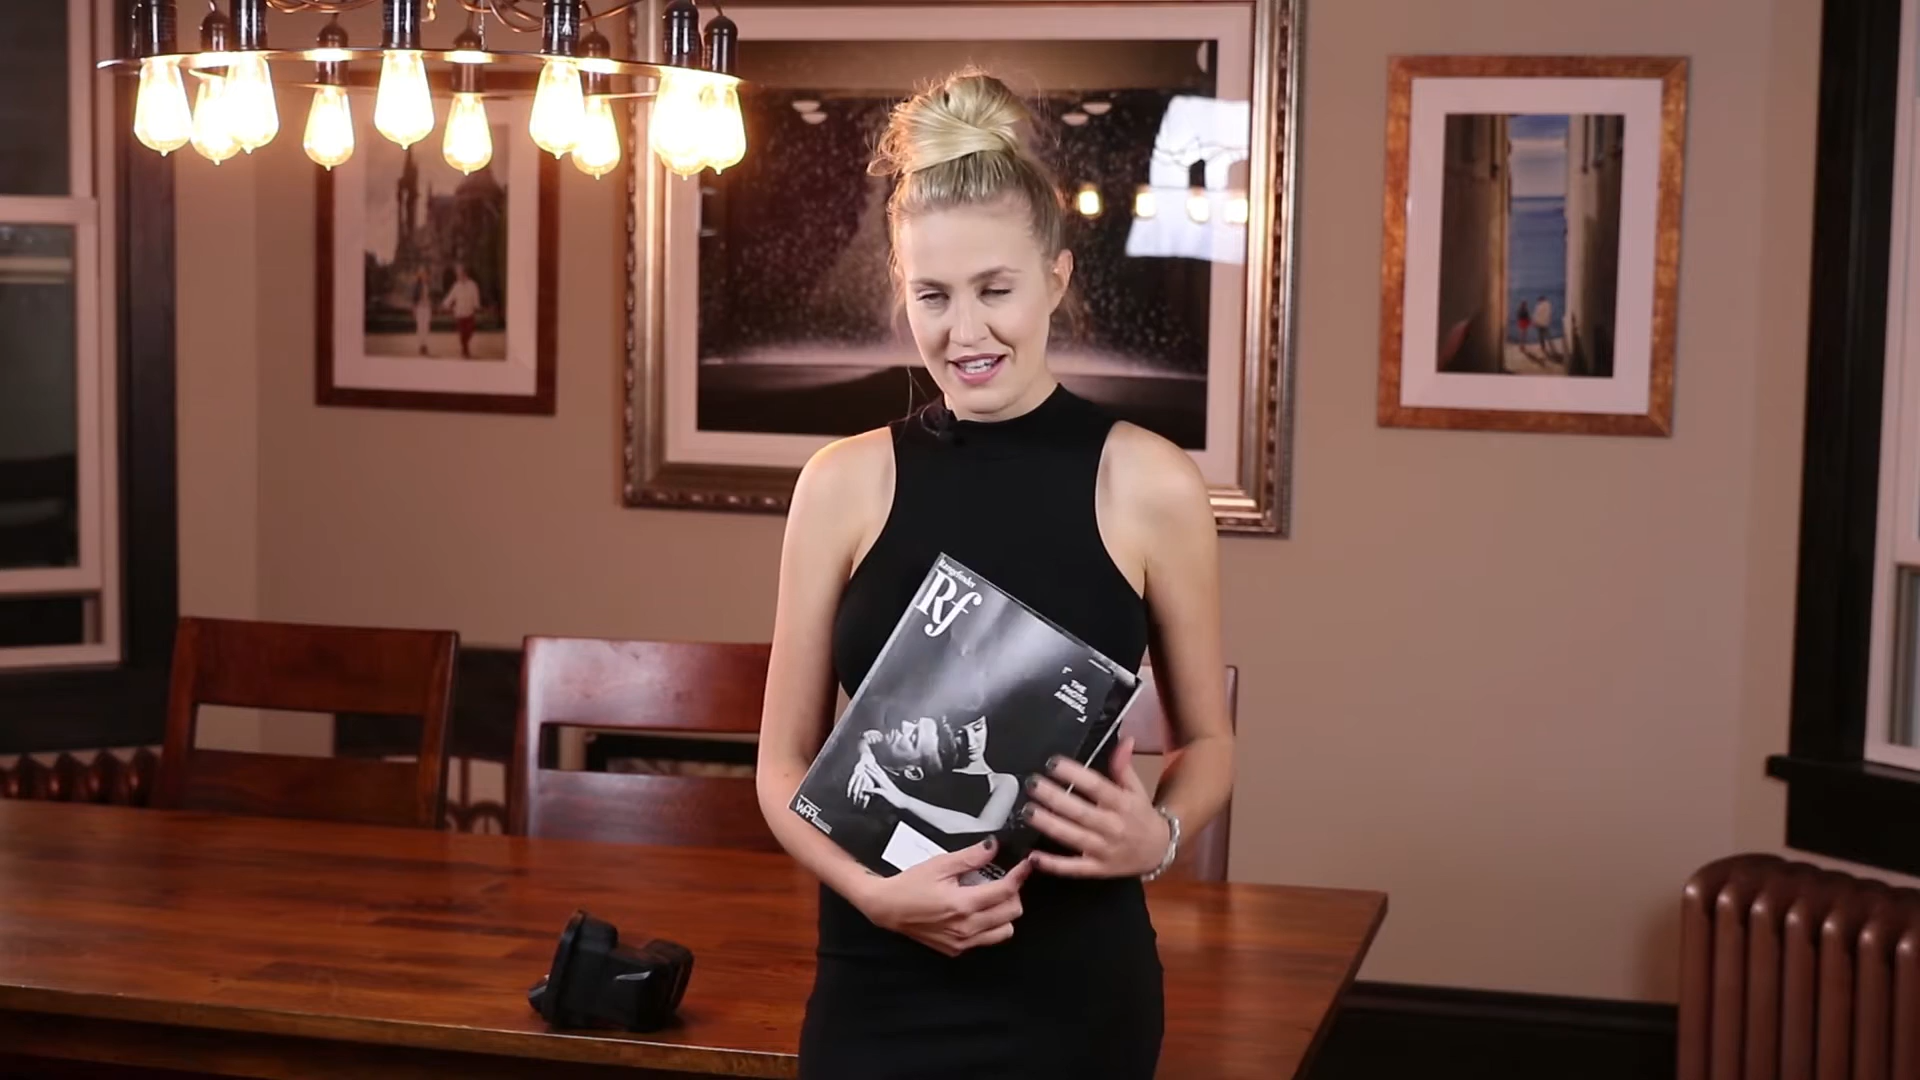 Rangefinder
Rf
THE
PHOTO
ANNUAL
WPPI